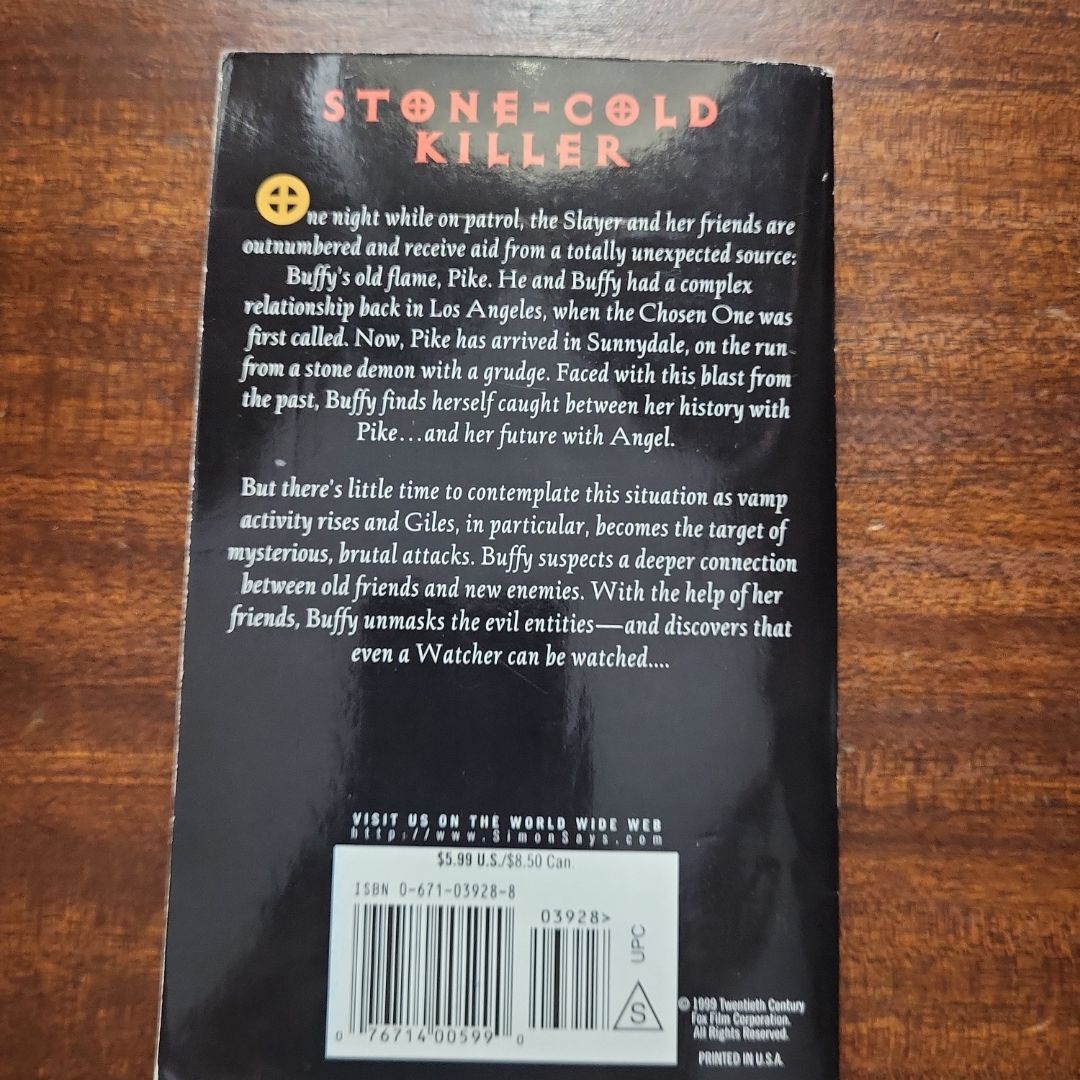 STONE-COLD
KILLER
One night while on patrol, the Slayer and her friends are
outnumbered and receive aid from a totally unexpected source:
Buffy's old flame, Pike. He and Buffy had a complex
relationship back in Los Angeles, when the Chosen One was
first called. Now, Pike has arrived in Sunnydale, on the run
from a stone demon with a grudge. Faced with this blast from
the past, Buffy finds herself caught between her history with
Pike...and her future with Angel.
But there's little time to contemplate this situation as vamp
activity rises and Giles, in particular, becomes the target of
mysterious, brutal attacks. Buffy suspects a deeper connection
between old friends and new enemies. With the help of her
friends, Buffy unmasks the evil entities—and discovers that
even a Watcher can be watched....
VISIT US ON THE WORLD WIDE WEB
http://www.SimonSays.com
$5.99 U.S./$8.50 Can.
ISBN 0-671-03928-8
03928>
UPC
S
0 76714 00599 0
© 1999 Twentieth Century
Fox Film Corporation.
All Rights Reserved.
PRINTED IN U.S.A.